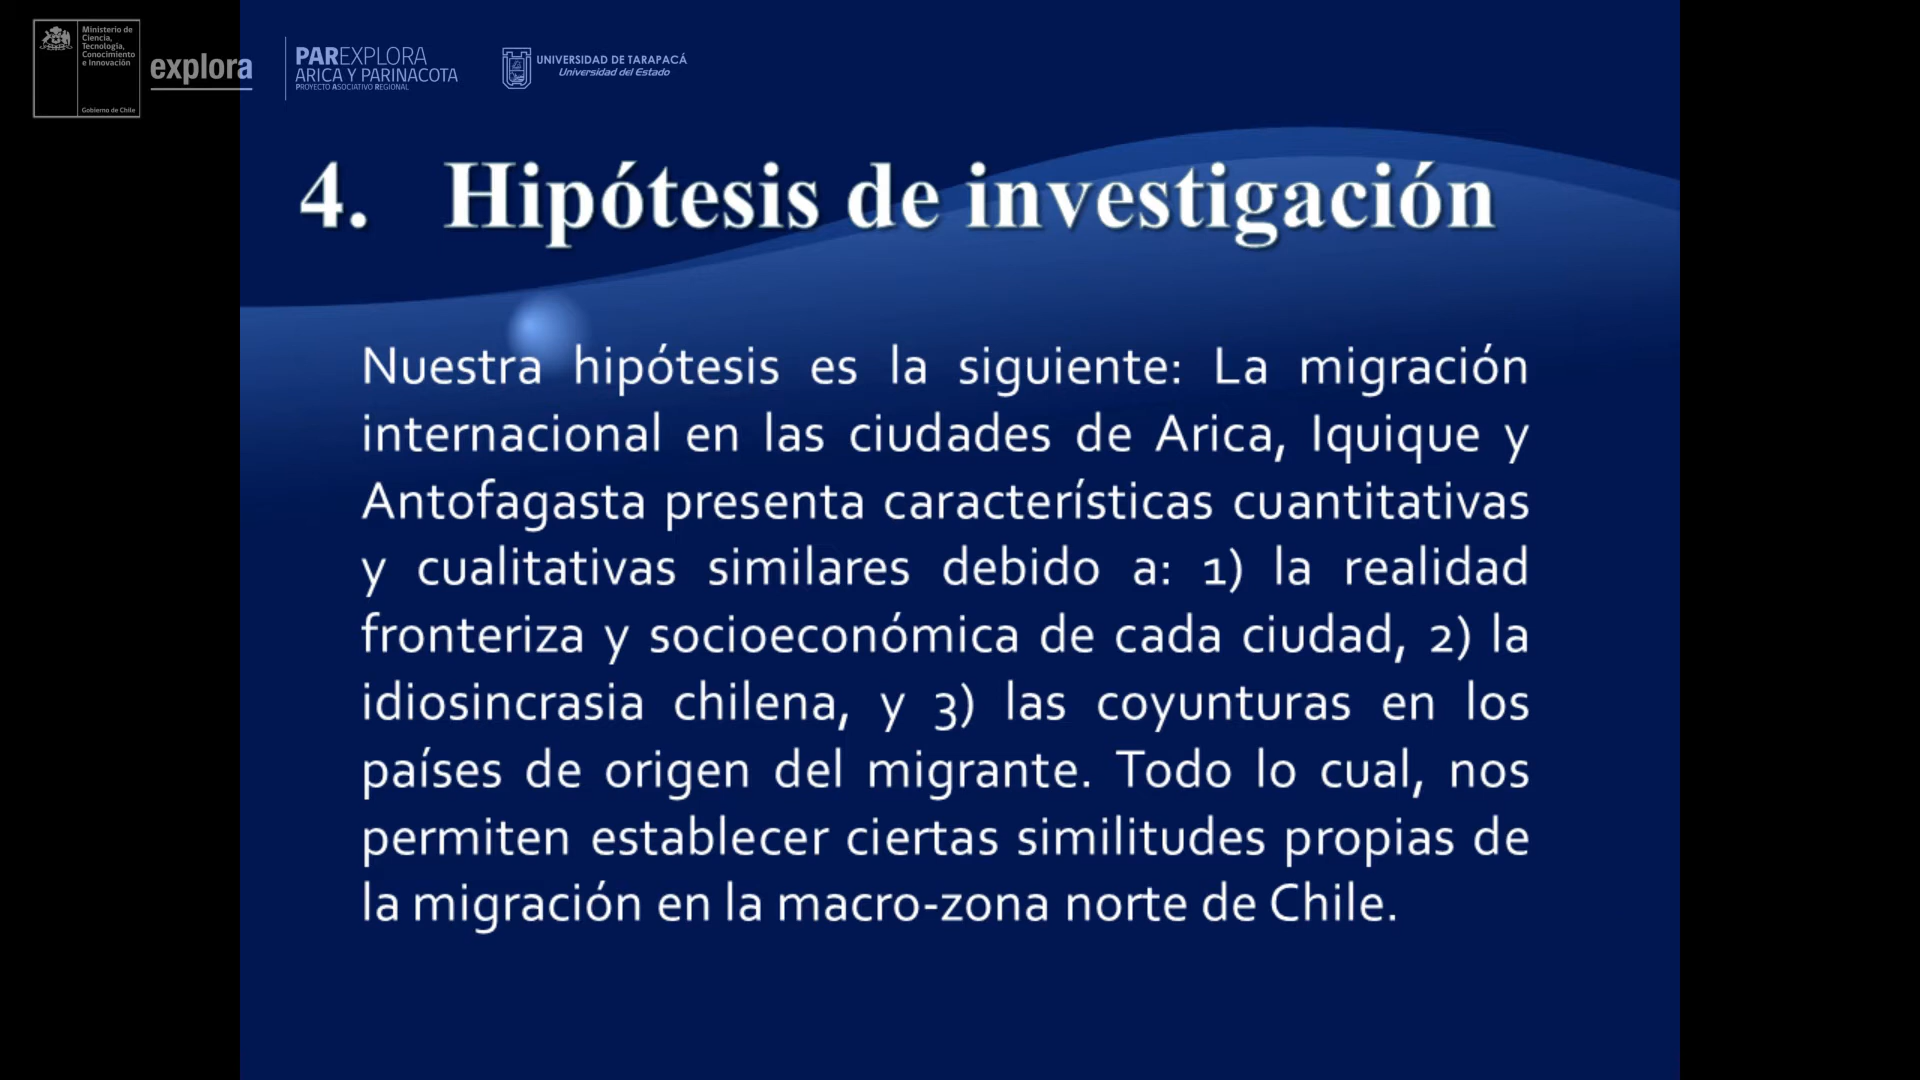 Ministerio de
Ciencia,
Tecnología,
Conocimiento
e Innovación
Gobierno de Chile
explora
PAREXPLORA
ARICA Y PARINACOTA
PROYECTO ASOCIATIVO REGIONAL
UNIVERSIDAD DE TARAPACÁ
Universidad del Estado
4. Hipótesis de investigación
Nuestra hipótesis es la siguiente: La migración
internacional en las ciudades de Arica, Iquique y
Antofagasta presenta características cuantitativas
y cualitativas similares debido a: 1) la realidad
fronteriza y socioeconómica de cada ciudad, 2) la
idiosincrasia chilena, y 3) las coyunturas en los
países de origen del migrante. Todo lo cual, nos
permiten establecer ciertas similitudes propias de
la migración en la macro-zona norte de Chile.